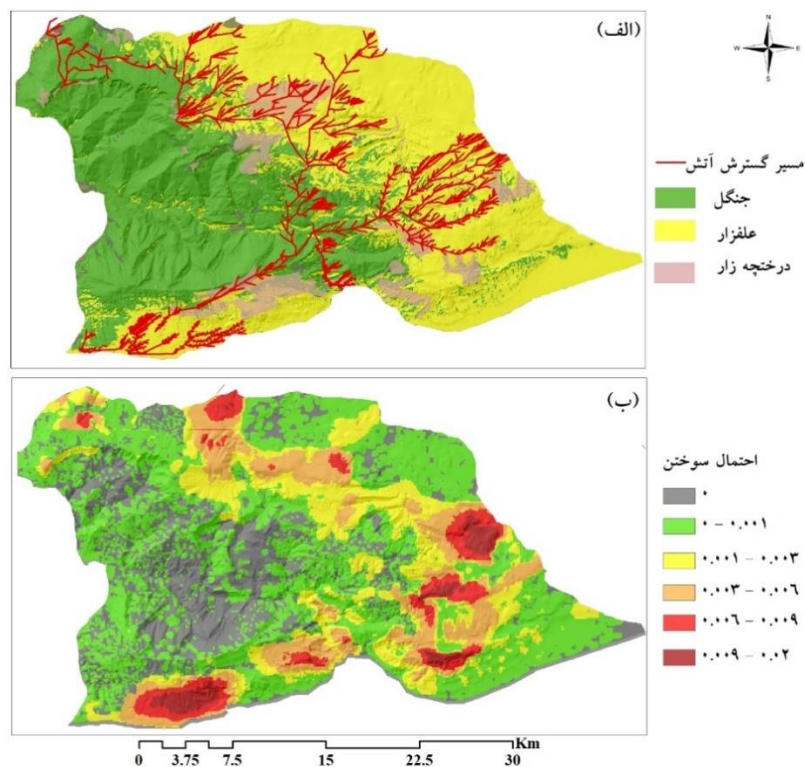 (الف)
N
W E
S
مسیر گسترش آتش
جنگل
علفزار
درختچه زار
(ب)
احتمال سوختن
۰
۰ – ۰.۰۰۱
۰.۰۰۱ – ۰.۰۰۳
۰.۰۰۳ – ۰.۰۰۶
۰.۰۰۶ – ۰.۰۰۹
۰.۰۰۹ – ۰.۰۲
Km
0 3.75 7.5 15 22.5 30